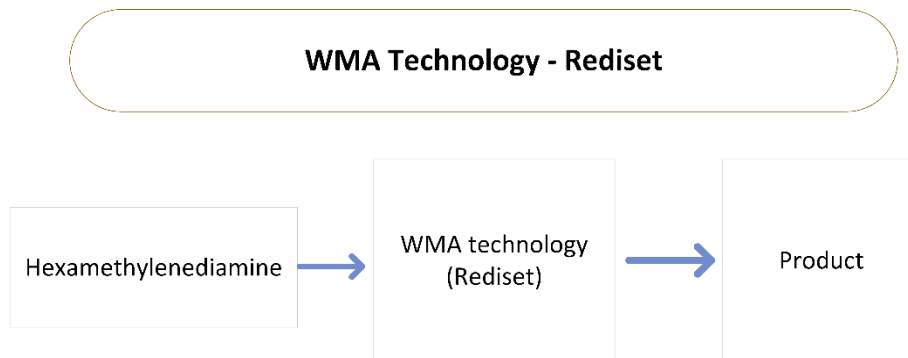 WMA Technology - Rediset
Hexamethylenediamine
WMA technology
(Rediset)
Product